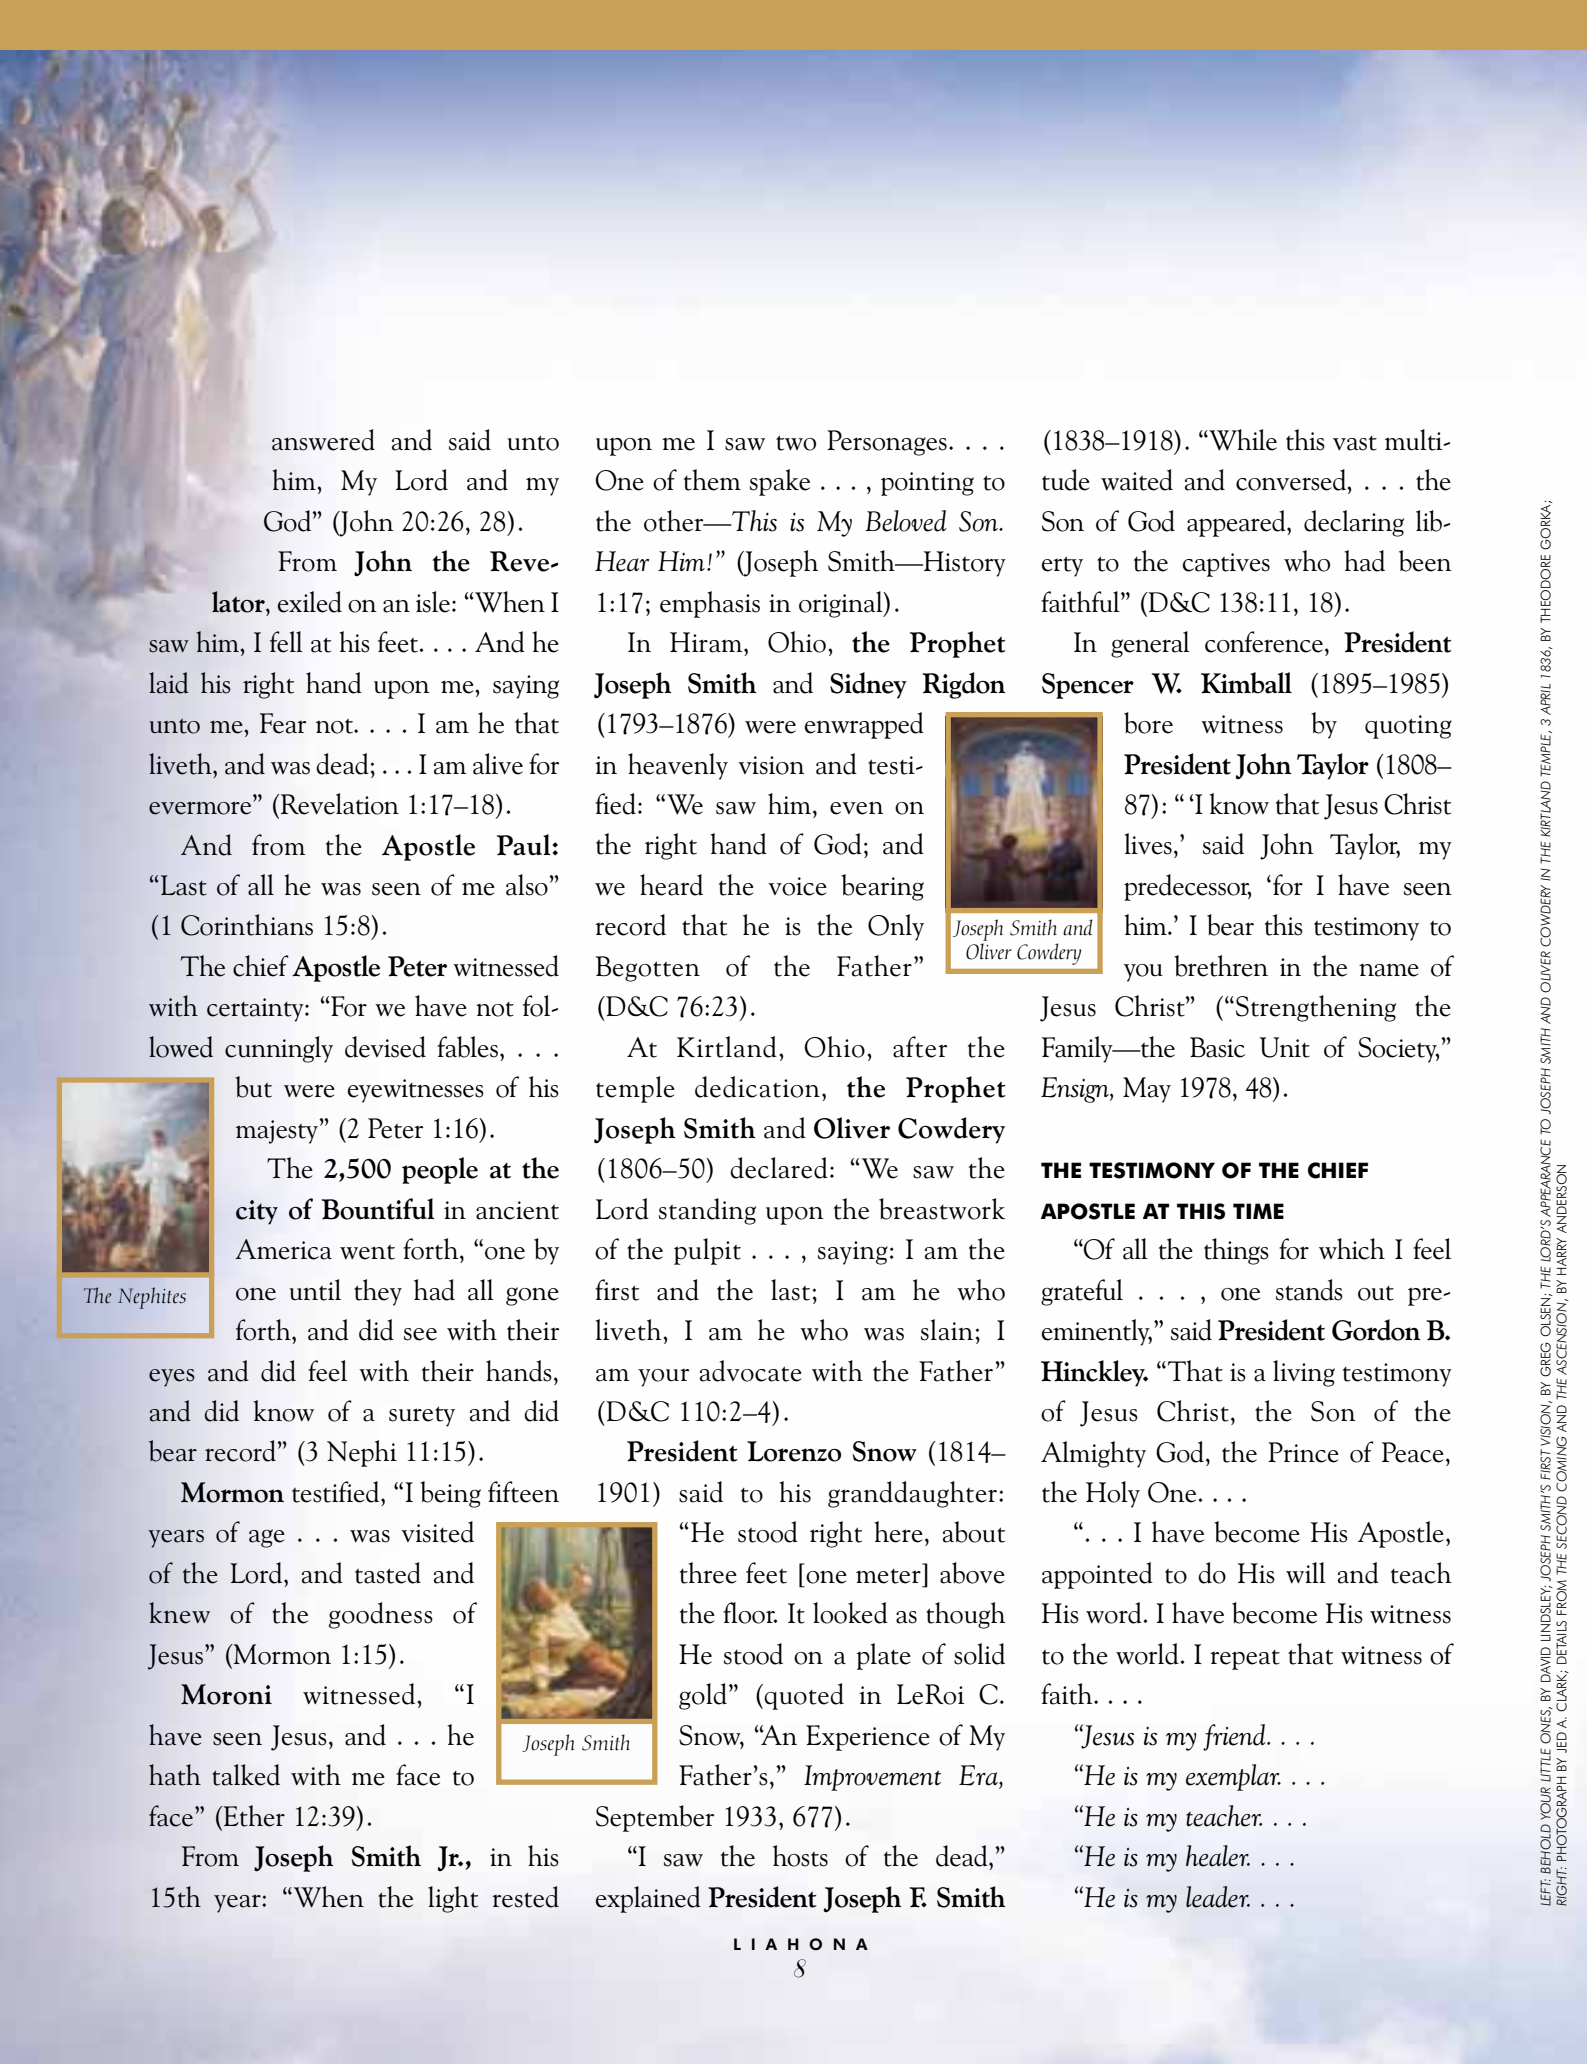 answered and said unto
him, My Lord and my
God” (John 20:26, 28).
From John the Reve-
lator, exiled on an isle: “When I
saw him, I fell at his feet. . . . And he
laid his right hand upon me, saying
unto me, Fear not. . . . I am he that
liveth, and was dead; . . . I am alive for
evermore” (Revelation 1:17–18).
And from the Apostle Paul:
“Last of all he was seen of me also”
(1 Corinthians 15:8).
The chief Apostle Peter witnessed
with certainty: “For we have not fol-
lowed cunningly devised fables, . . .
but were eyewitnesses of his
majesty” (2 Peter 1:16).
The 2,500 people at the
city of Bountiful in ancient
America went forth, “one by
one until they had all gone
forth, and did see with their
eyes and did feel with their hands,
and did know of a surety and did
bear record” (3 Nephi 11:15).
Mormon testified, “I being fifteen
years of age . . . was visited
of the Lord, and tasted and
knew of the goodness of
Jesus” (Mormon 1:15).
Moroni witnessed, “I
have seen Jesus, and . . . he
hath talked with me face to
face” (Ether 12:39).
From Joseph Smith Jr., in his
15th year: “When the light rested
The Nephites
upon me I saw two Personages. . . .
One of them spake . . . , pointing to
the other—This is My Beloved Son.
Hear Him!” (Joseph Smith—History
1:17; emphasis in original).
In Hiram, Ohio, the Prophet
Joseph Smith and Sidney Rigdon
(1793–1876) were enwrapped
in heavenly vision and testi-
fied: “We saw him, even on
the right hand of God; and
we heard the voice bearing
record that he is the Only
Begotten of the Father”
(D&C 76:23).
At Kirtland, Ohio, after the
temple dedication, the Prophet
Joseph Smith and Oliver Cowdery
(1806–50) declared: “We saw the
Lord standing upon the breastwork
of the pulpit . . . , saying: I am the
first and the last; I am he who
liveth, I am he who was slain; I
am your advocate with the Father”
(D&C 110:2–4).
President Lorenzo Snow (1814–
1901) said to his granddaughter:
“He stood right here, about
three feet [one meter] above
the floor. It looked as though
He stood on a plate of solid
gold” (quoted in LeRoi C.
Snow, “An Experience of My
Father’s,” Improvement Era,
September 1933, 677).
“I saw the hosts of the dead,”
explained President Joseph F. Smith
Joseph Smith
(1838–1918). “While this vast multi-
tude waited and conversed, . . . the
Son of God appeared, declaring lib-
erty to the captives who had been
faithful” (D&C 138:11, 18).
In general conference, President
Spencer W. Kimball (1895–1985)
bore witness by quoting
President John Taylor (1808–
87): “ ‘I know that Jesus Christ
lives,’ said John Taylor, my
predecessor, ‘for I have seen
him.’ I bear this testimony to
you brethren in the name of
Jesus Christ” (“Strengthening the
Family—the Basic Unit of Society,”
Ensign, May 1978, 48).
Joseph Smith and
Oliver Cowdery
THE TESTIMONY OF THE CHIEF
APOSTLE AT THIS TIME
“Of all the things for which I feel
grateful . . . , one stands out pre-
eminently,” said President Gordon B.
Hinckley. “That is a living testimony
of Jesus Christ, the Son of the
Almighty God, the Prince of Peace,
the Holy One. . . .
“. . . I have become His Apostle,
appointed to do His will and teach
His word. I have become His witness
to the world. I repeat that witness of
faith. . . .
“Jesus is my friend. . . .
“He is my exemplar. . . .
“He is my teacher. . . .
“He is my healer. . . .
“He is my leader. . . .
LEFT: BEHOLD YOUR LITTLE ONES, BY DAVID LINDSLEY; JOSEPH SMITH’S FIRST VISION, BY GREG OLSEN; THE LORD’S APPEARANCE TO JOSEPH SMITH AND OLIVER COWDERY IN THE KIRTLAND TEMPLE, 3 APRIL 1836, BY THEODORE GORKA;
RIGHT: PHOTOGRAPH BY JED A. CLARK; DETAILS FROM THE SECOND COMING AND THE ASCENSION, BY HARRY ANDERSON
LIAHONA
8